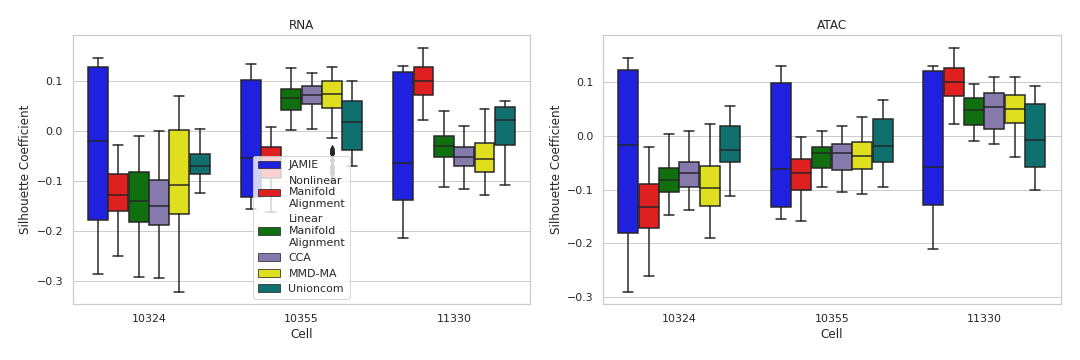 RNA
Silhouette Coefficient
0.1
0.0
−0.1
−0.2
−0.3
10324
10355
11330
Cell
JAMIE
Nonlinear
Manifold
Alignment
Linear
Manifold
Alignment
CCA
MMD-MA
Unioncom
ATAC
Silhouette Coefficient
0.1
0.0
−0.1
−0.2
−0.3
10324
10355
11330
Cell